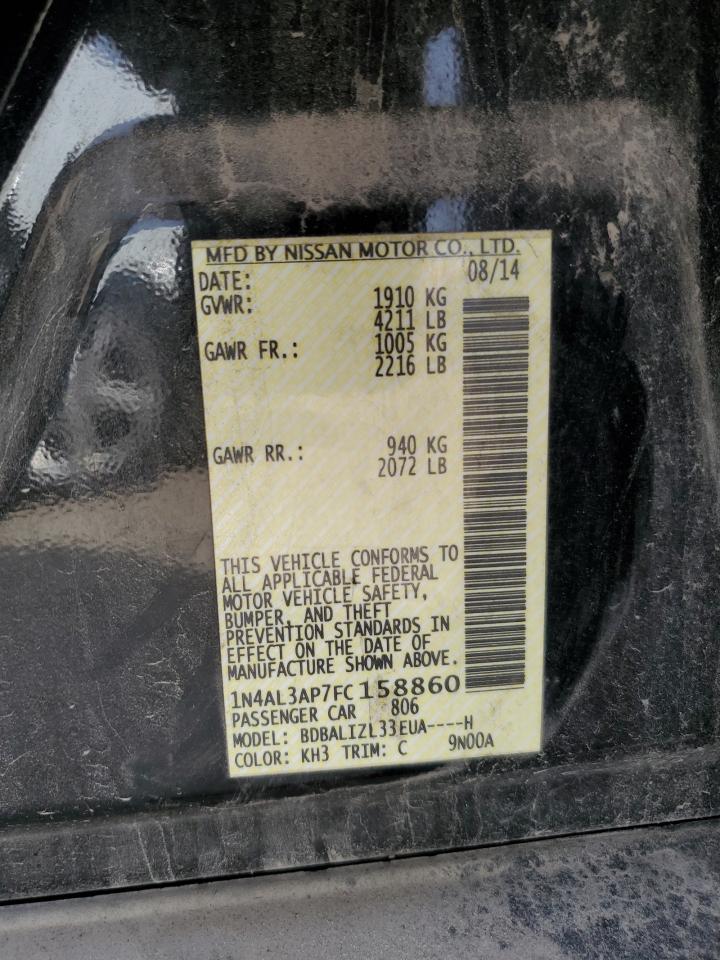 MFD BY NISSAN MOTOR CO., LTD.
DATE: 08/14
GVWR: 1910 KG
4211 LB
GAWR FR.: 1005 KG
2216 LB
GAWR RR.: 940 KG
2072 LB
THIS VEHICLE CONFORMS TO
ALL APPLICABLE FEDERAL
MOTOR VEHICLE SAFETY,
BUMPER, AND THEFT
PREVENTION STANDARDS IN
EFFECT ON THE DATE OF
MANUFACTURE SHOWN ABOVE.
1N4AL3AP7FC158860
PASSENGER CAR 806
MODEL: BDBALIZL33EUA----H
COLOR: KH3 TRIM: C 9N00A